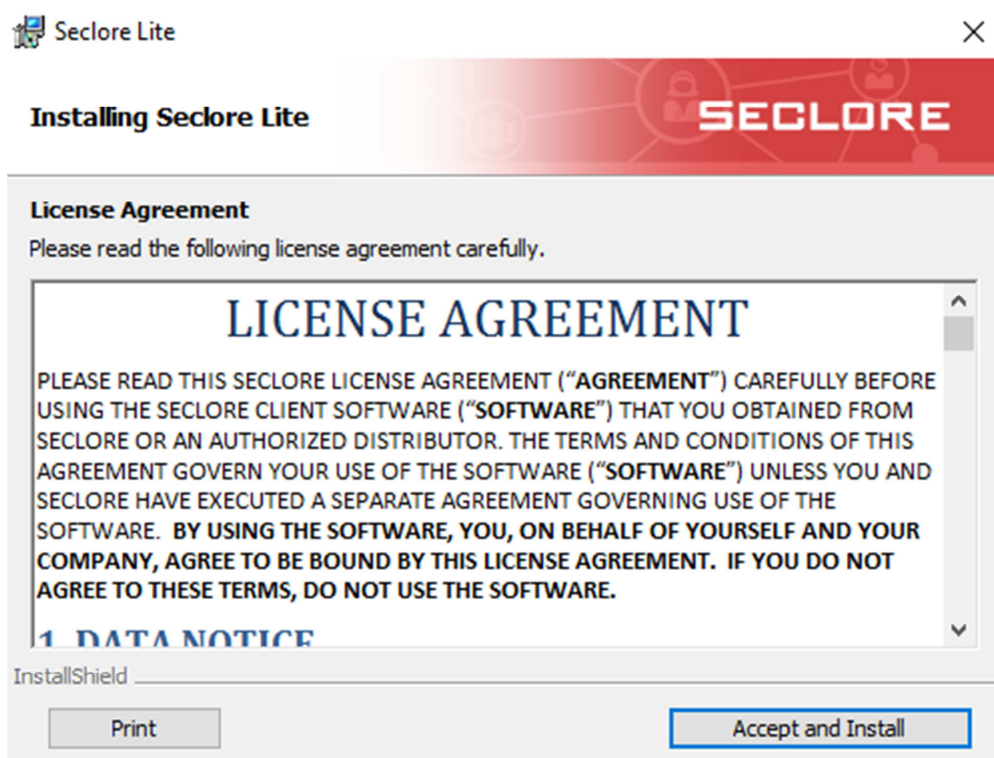 Seclore Lite
Installing Seclore Lite
SECLORE
License Agreement
Please read the following license agreement carefully.
LICENSE AGREEMENT
PLEASE READ THIS SECLORE LICENSE AGREEMENT (“AGREEMENT”) CAREFULLY BEFORE
USING THE SECLORE CLIENT SOFTWARE (“SOFTWARE”) THAT YOU OBTAINED FROM
SECLORE OR AN AUTHORIZED DISTRIBUTOR. THE TERMS AND CONDITIONS OF THIS
AGREEMENT GOVERN YOUR USE OF THE SOFTWARE (“SOFTWARE”) UNLESS YOU AND
SECLORE HAVE EXECUTED A SEPARATE AGREEMENT GOVERNING USE OF THE
SOFTWARE. BY USING THE SOFTWARE, YOU, ON BEHALF OF YOURSELF AND YOUR
COMPANY, AGREE TO BE BOUND BY THIS LICENSE AGREEMENT. IF YOU DO NOT
AGREE TO THESE TERMS, DO NOT USE THE SOFTWARE.
1. DATA NOTICE
InstallShield
Print
Accept and Install